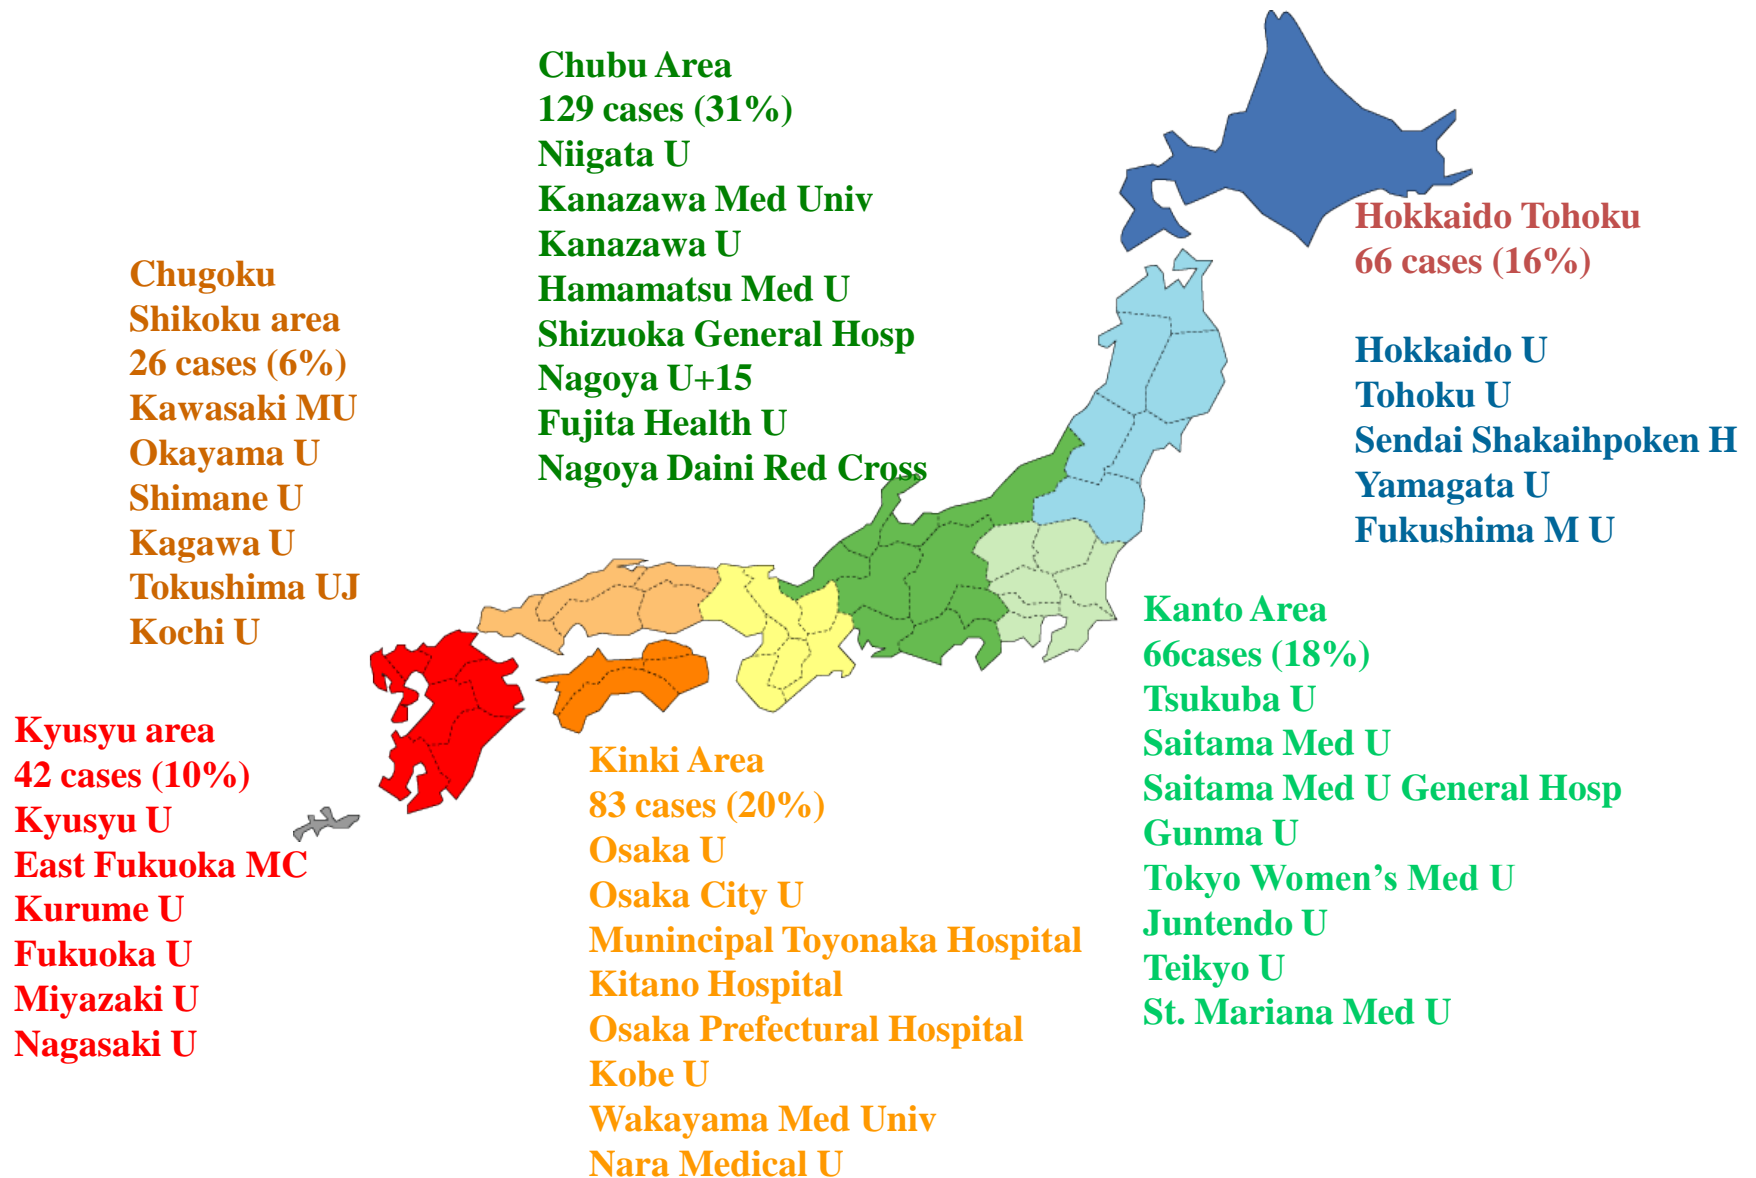 Chubu Area
129 cases (31%)
Niigata U
Kanazawa Med Univ
Kanazawa U
Hamamatsu Med U
Shizuoka General Hosp
Nagoya U+15
Fujita Health U
Nagoya Daini Red Cross
Hokkaido Tohoku
66 cases (16%)
Hokkaido U
Tohoku U
Sendai Shakaihpoken H
Yamagata U
Fukushima M U
Chugoku
Shikoku area
26 cases (6%)
Kawasaki MU
Okayama U
Shimane U
Kagawa U
Tokushima UJ
Kochi U
Kanto Area
66cases (18%)
Tsukuba U
Saitama Med U
Saitama Med U General Hosp
Gunma U
Tokyo Women’s Med U
Juntendo U
Teikyo U
St. Mariana Med U
Kyusyu area
42 cases (10%)
Kyusyu U
East Fukuoka MC
Kurume U
Fukuoka U
Miyazaki U
Nagasaki U
Kinki Area
83 cases (20%)
Osaka U
Osaka City U
Munincipal Toyonaka Hospital
Kitano Hospital
Osaka Prefectural Hospital
Kobe U
Wakayama Med Univ
Nara Medical U